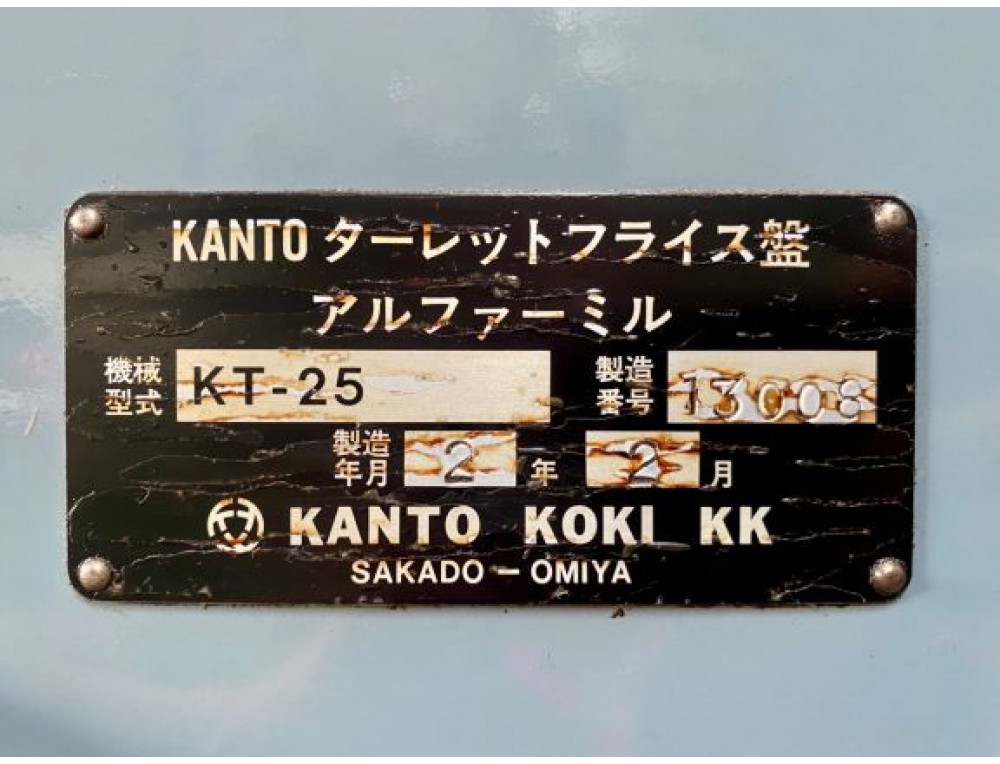 KANTO ターレットフライス盤
アルファーミル
機械型式 KT-25 製造番号 13008
製造年月 2 年 2 月
KANTO KOKI KK
SAKADO - OMIYA